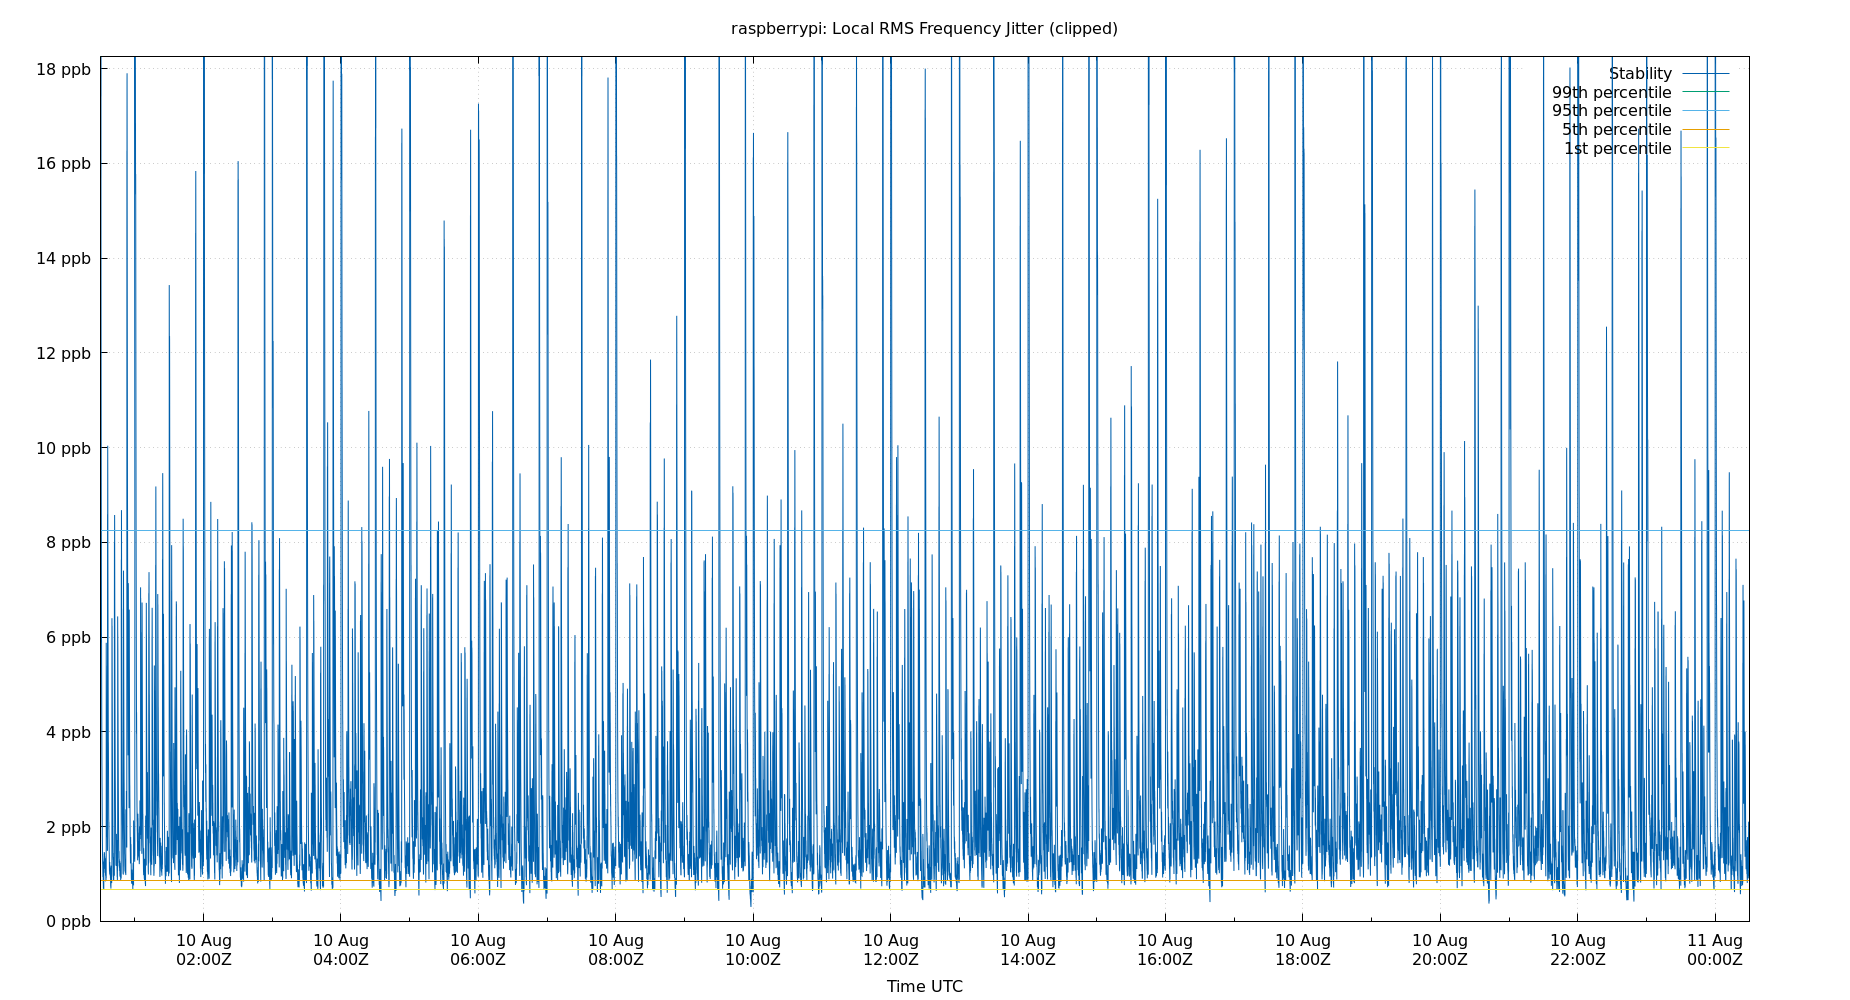 raspberrypi: Local RMS Frequency Jitter (clipped)
18 ppb
16 ppb
14 ppb
12 ppb
10 ppb
8 ppb
6 ppb
4 ppb
2 ppb
0 ppb
Stability
99th percentile
95th percentile
5th percentile
1st percentile
10 Aug 10 Aug 10 Aug 10 Aug 10 Aug 10 Aug 10 Aug 10 Aug 10 Aug 10 Aug 10 Aug 11 Aug
02:00Z 04:00Z 06:00Z 08:00Z 10:00Z 12:00Z 14:00Z 16:00Z 18:00Z 20:00Z 22:00Z 00:00Z
Time UTC